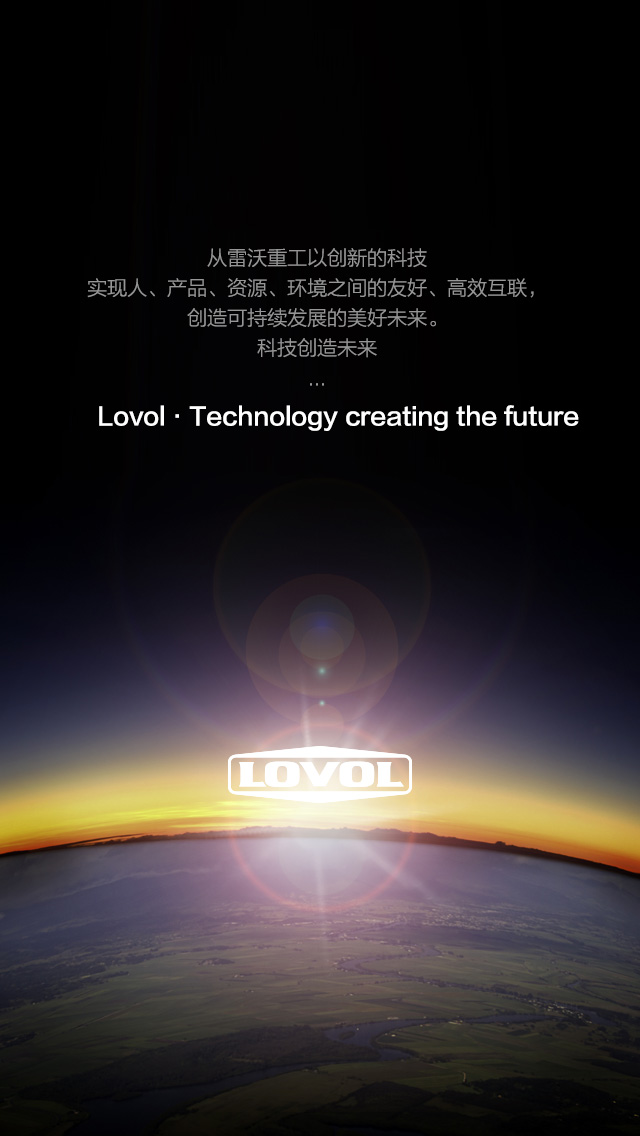 从雷沃重工以创新的科技
实现人、产品、资源、环境之间的友好、高效互联，
创造可持续发展的美好未来。
科技创造未来
...
Lovol · Technology creating the future
LOVOL